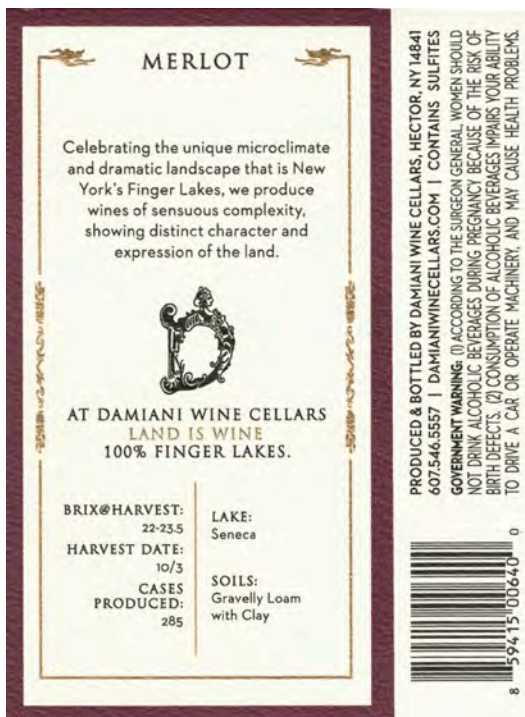 MERLOT
Celebrating the unique microclimate
and dramatic landscape that is New
York's Finger Lakes, we produce
wines of sensuous complexity,
showing distinct character and
expression of the land.
D
AT DAMIANI WINE CELLARS
LAND IS WINE
100% FINGER LAKES.
BRIX@HARVEST:
22-23.5
HARVEST DATE:
10/3
CASES
PRODUCED:
285
LAKE:
Seneca
SOILS:
Gravelly Loam
with Clay
PRODUCED & BOTTLED BY DAMIANI WINE CELLARS, HECTOR, NY 14841
607.546.5557 | DAMIANIWINECELLARS.COM | CONTAINS SULFITES
GOVERNMENT WARNING: (1) ACCORDING TO THE SURGEON GENERAL, WOMEN SHOULD
NOT DRINK ALCOHOLIC BEVERAGES DURING PREGNANCY BECAUSE OF THE RISK OF
BIRTH DEFECTS. (2) CONSUMPTION OF ALCOHOLIC BEVERAGES IMPAIRS YOUR ABILITY
TO DRIVE A CAR OR OPERATE MACHINERY, AND MAY CAUSE HEALTH PROBLEMS.
8 59415 00640 0